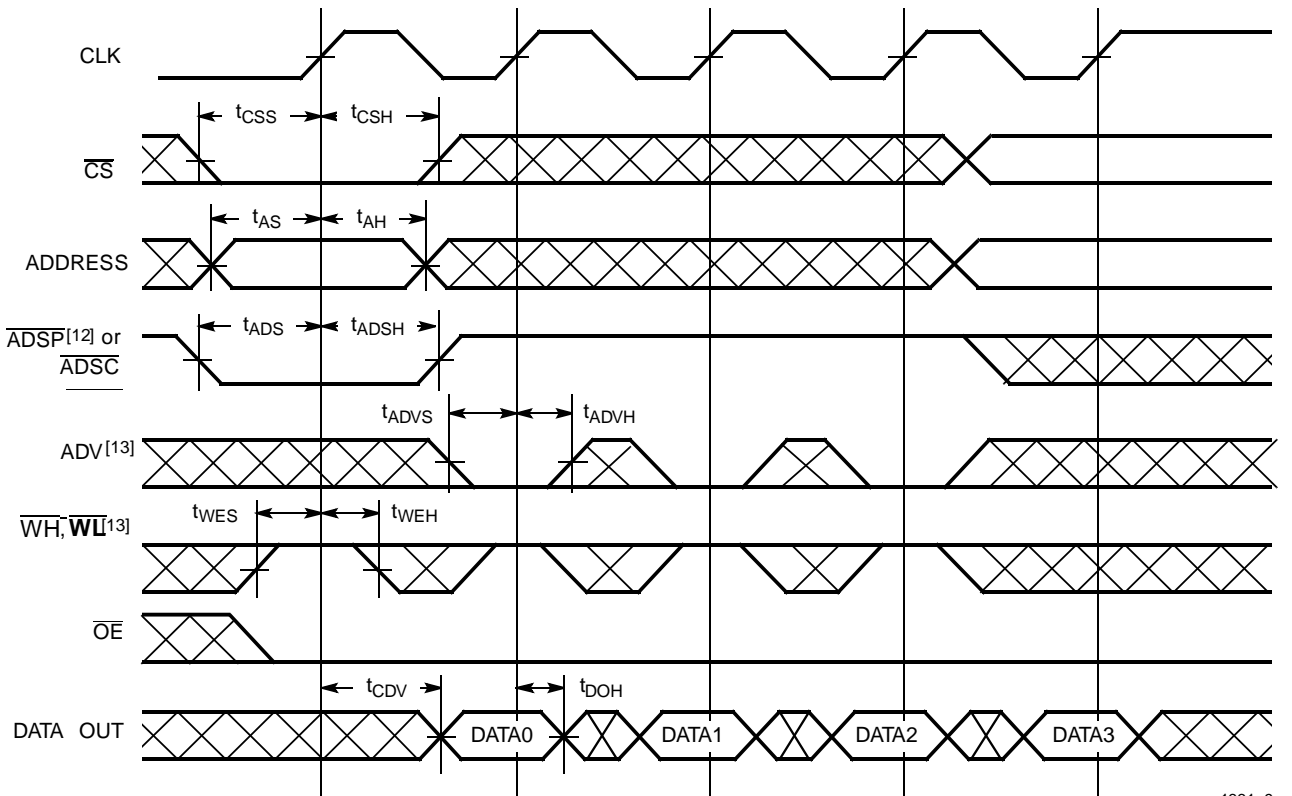 CLK
tCSS tCSH
CS
tAS tAH
ADDRESS
tADS tADSH
ADSP[12] or
ADSC
tADVS tADVH
ADV[13]
tWES tWEH
WH, WL[13]
OE
tCDV tDOH
DATA OUT DATA0 DATA1 DATA2 DATA3